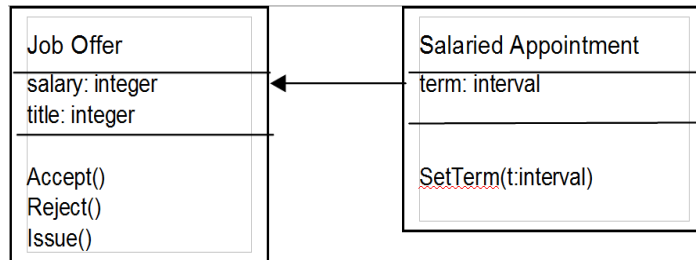 Job Offer
salary: integer
title: integer
Accept()
Reject()
Issue()
Salaried Appointment
term: interval
SetTerm(t:interval)